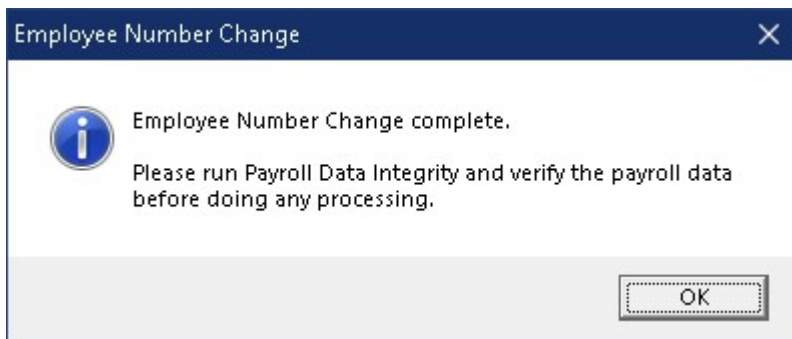 Employee Number Change
Employee Number Change complete.
Please run Payroll Data Integrity and verify the payroll data
before doing any processing.
OK